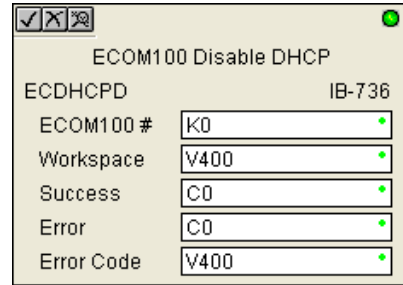 ECOM100 Disable DHCP
ECDHCPD IB-736
ECOM100 # K0
Workspace V400
Success C0
Error C0
Error Code V400